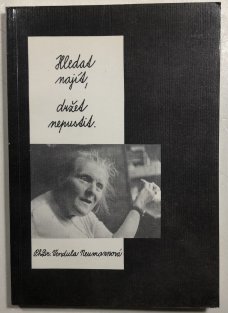 Hledat
najít,
držet
nepustit.
PhDr. Vendula Neumannová